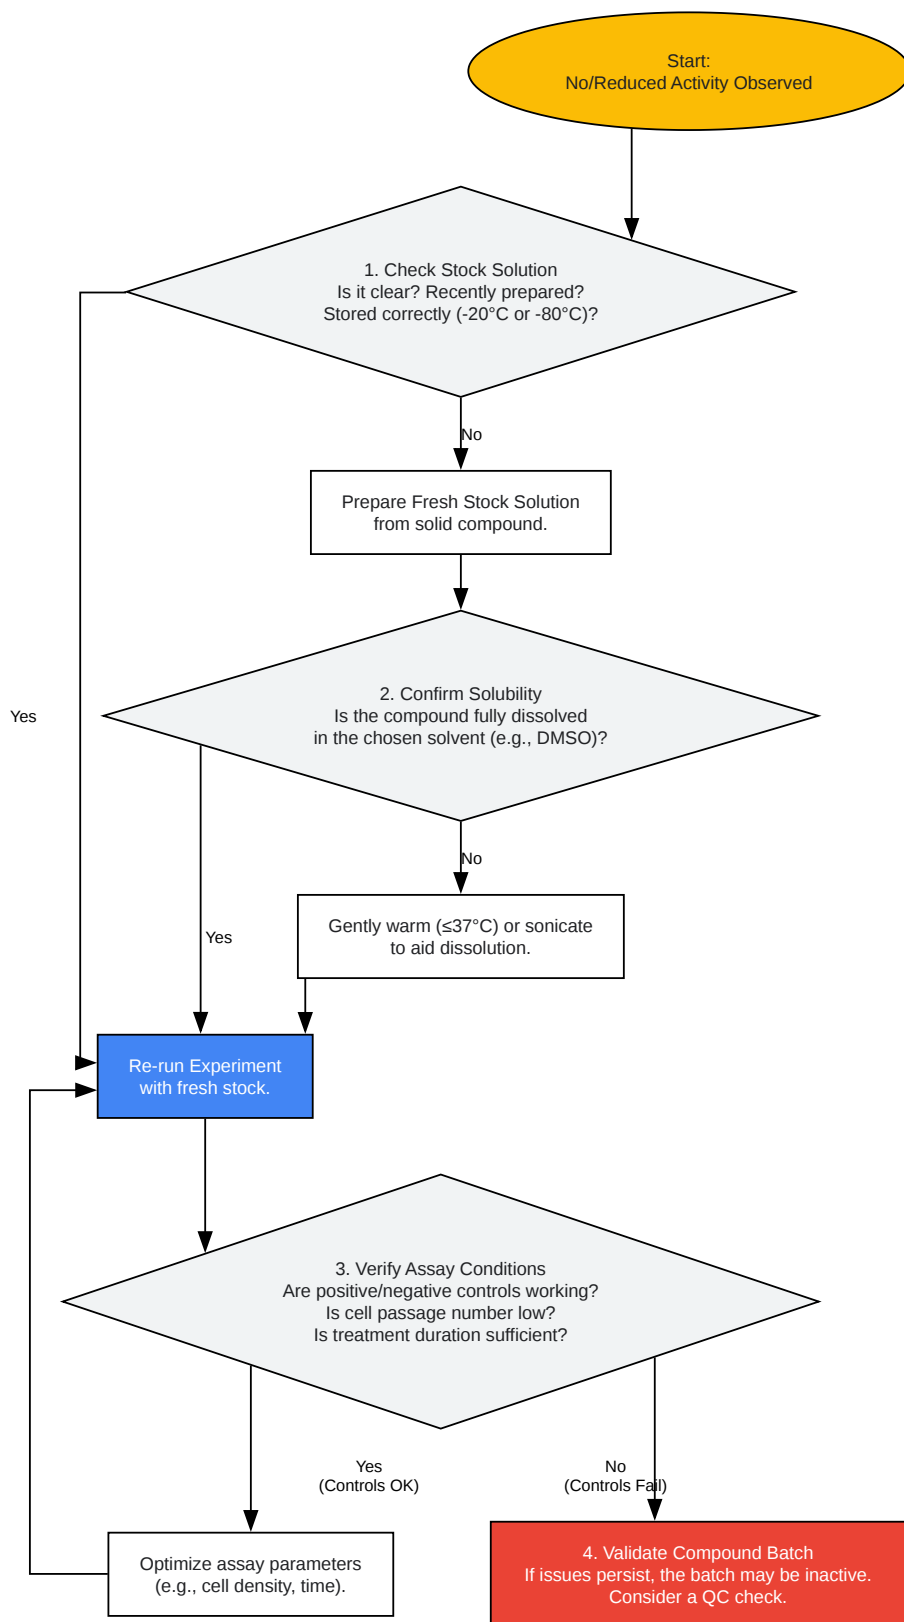 Start:
No/Reduced Activity Observed
1. Check Stock Solution
Is it clear? Recently prepared?
Stored correctly (-20°C or -80°C)?
No
Prepare Fresh Stock Solution
from solid compound.
Yes
2. Confirm Solubility
Is the compound fully dissolved
in the chosen solvent (e.g., DMSO)?
No
Gently warm (≤37°C) or sonicate
to aid dissolution.
Yes
Re-run Experiment
with fresh stock.
3. Verify Assay Conditions
Are positive/negative controls working?
Is cell passage number low?
Is treatment duration sufficient?
Yes
(Controls OK)
No
(Controls Fail)
Optimize assay parameters
(e.g., cell density, time).
4. Validate Compound Batch
If issues persist, the batch may be inactive.
Consider a QC check.